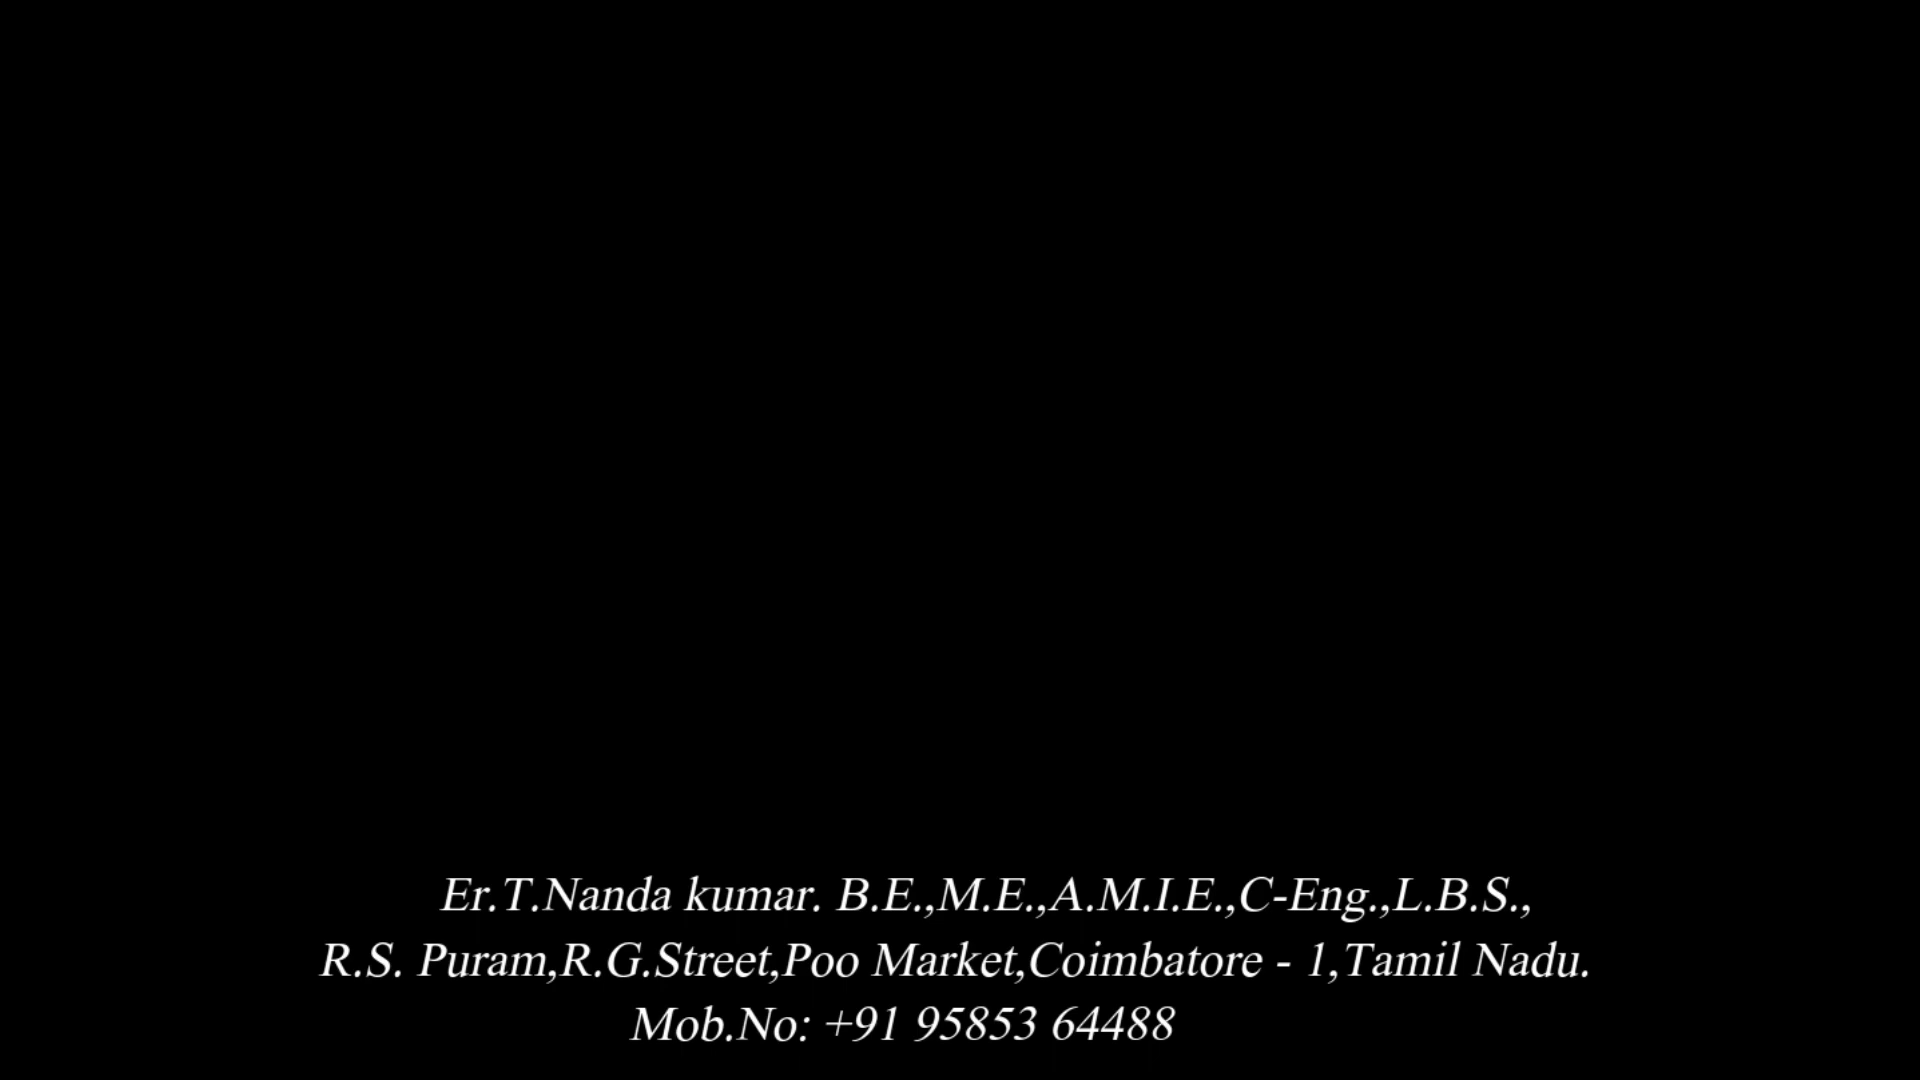 Er.T.Nanda kumar. B.E.,M.E.,A.M.I.E.,C-Eng.,L.B.S.,
R.S. Puram,R.G.Street,Poo Market,Coimbatore - 1,Tamil Nadu.
Mob.No: +91 95853 64488